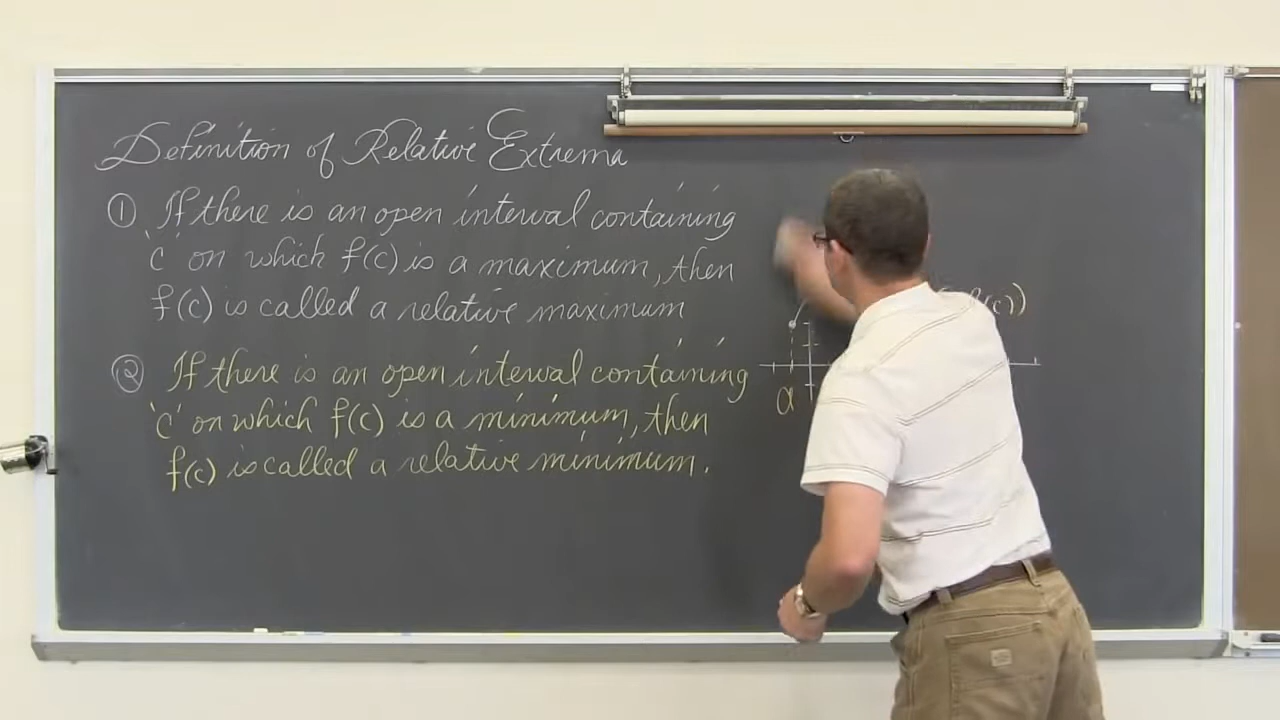 Definition of Relative Extrema
① If there is an open interval containing
'c' on which f(c) is a maximum, then
f(c) is called a relative maximum
② If there is an open interval containing
'c' on which f(c) is a minimum, then
f(c) is called a relative minimum.
a